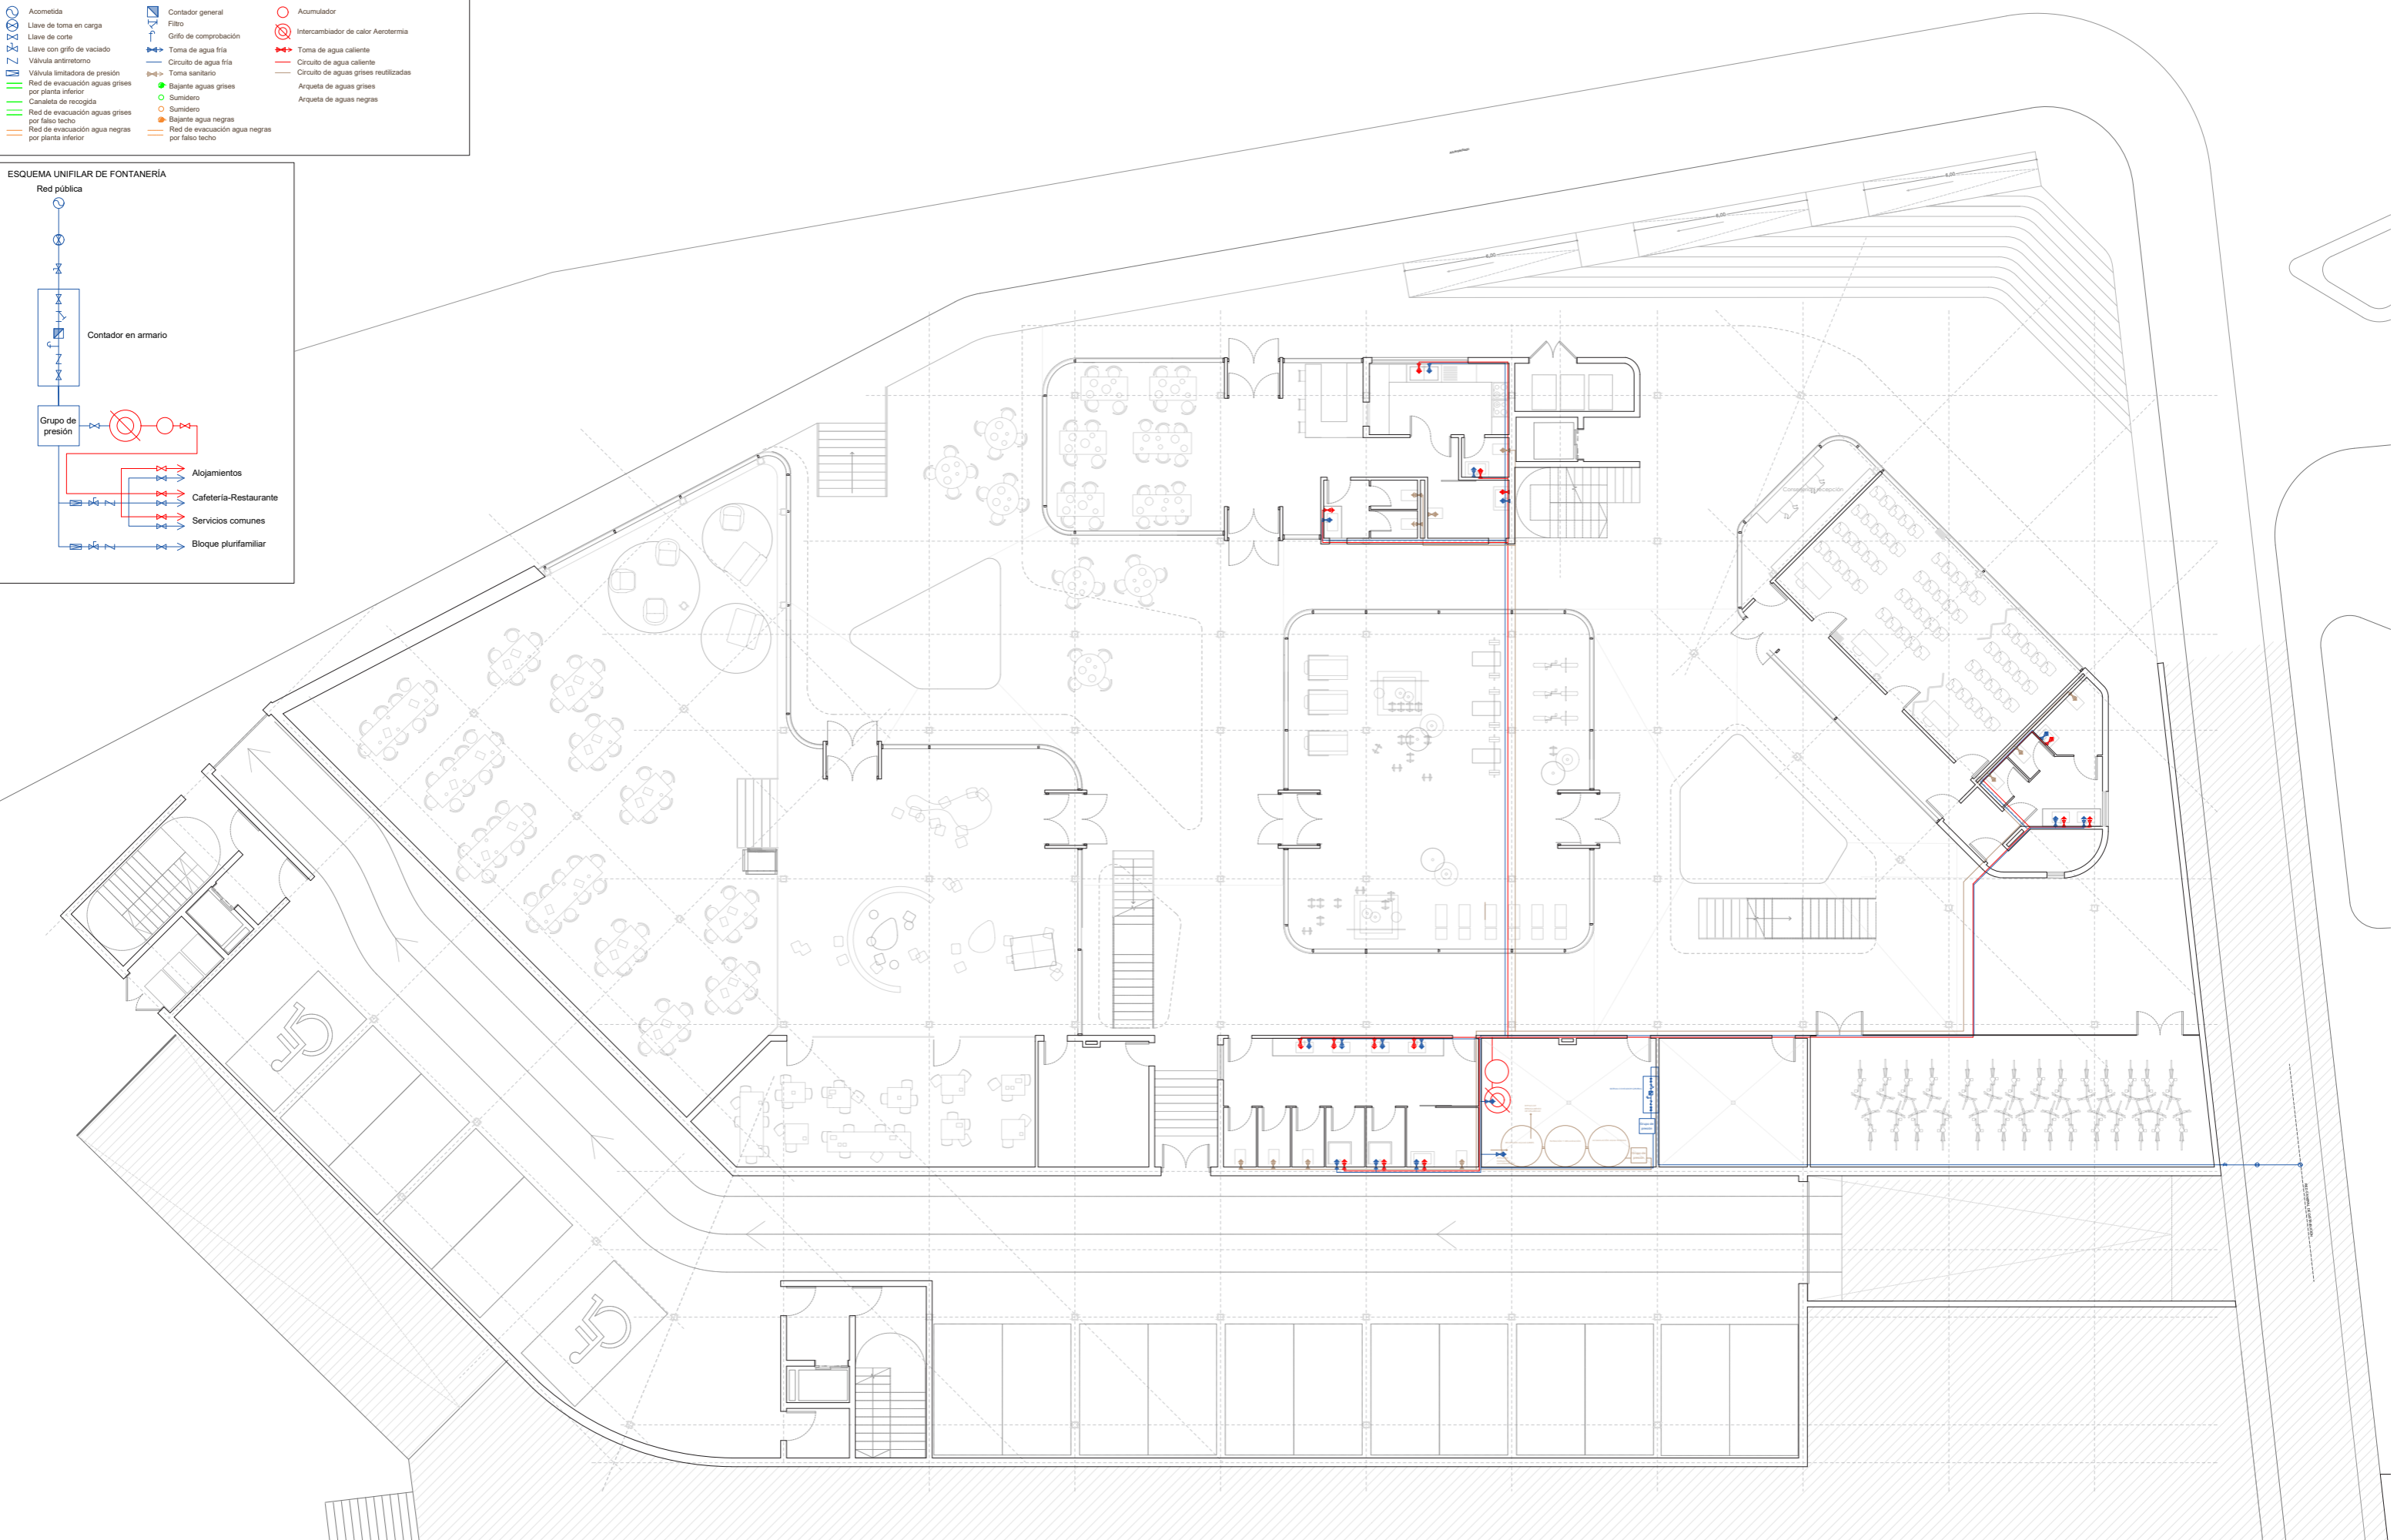 Acometida
Llave de toma en carga
Llave de corte
Llave con grifo de vaciado
Válvula antirretorno
Válvula limitadora de presión
Red de evacuación aguas grises
por planta inferior
Canaleta de recogida
Red de evacuación aguas grises
por falso techo
Red de evacuación agua negras
por planta inferior
Contador general
Filtro
Grifo de comprobación
Toma de agua fría
Circuito de agua fría
Toma sanitario
Bajante aguas grises
Sumidero
Sumidero
Bajante agua negras
Red de evacuación agua negras
por falso techo
Acumulador
Intercambiador de calor Aerotermia
Toma de agua caliente
Circuito de agua caliente
Circuito de aguas grises reutilizadas
Arqueta de aguas grises
Arqueta de aguas negras
ESQUEMA UNIFILAR DE FONTANERÍA
Red pública
Contador en armario
Grupo de
presión
Alojamientos
Cafetería-Restaurante
Servicios comunes
Bloque plurifamiliar